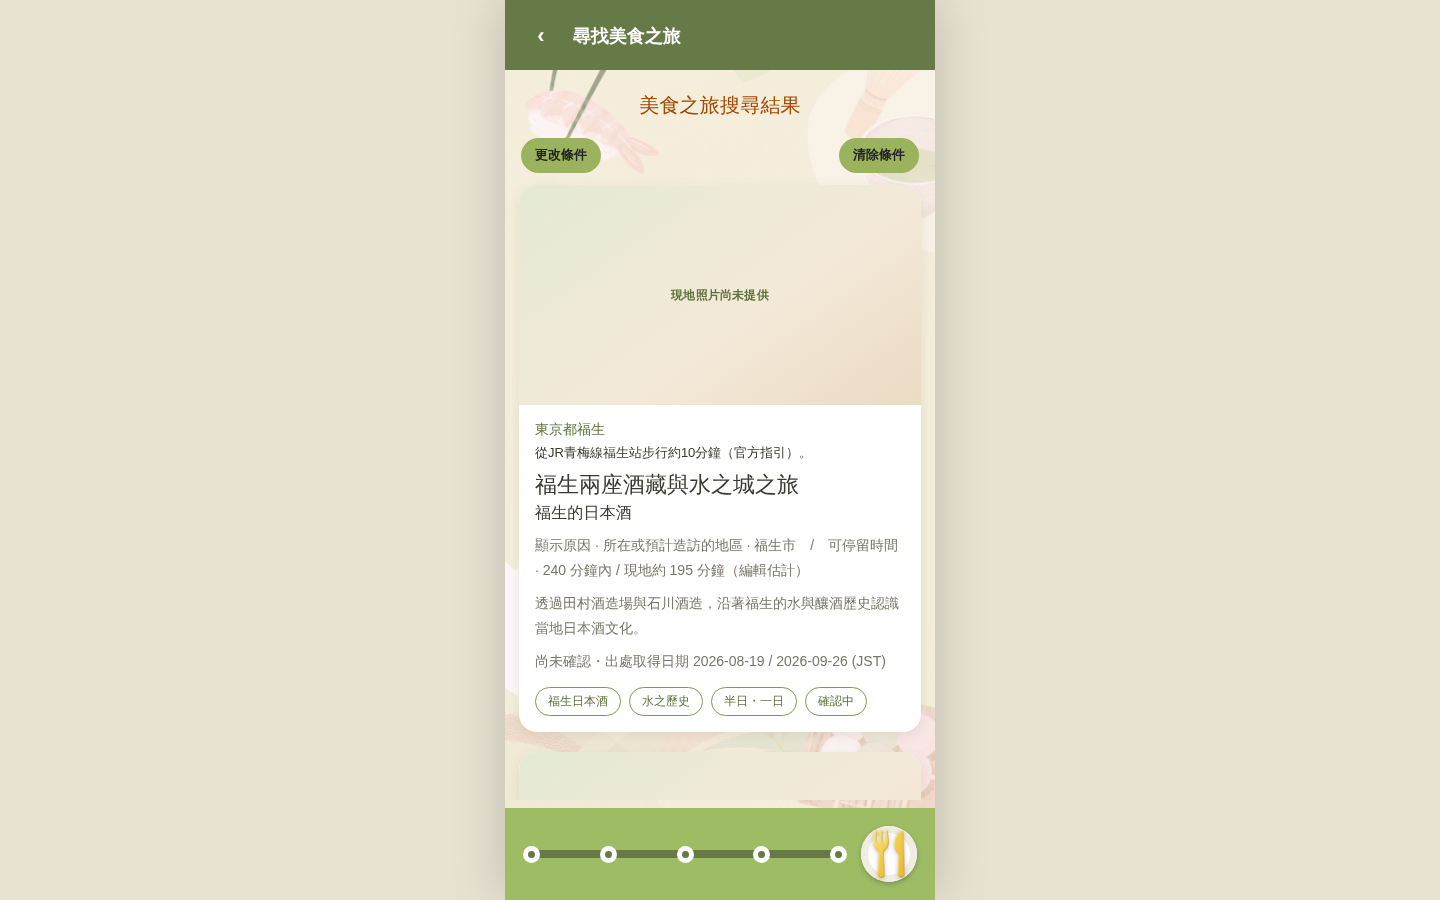 ‹ 尋找美食之旅
美食之旅搜尋結果
更改條件
清除條件
現地照片尚未提供
東京都福生
從JR青梅線福生站步行約10分鐘（官方指引）。
福生兩座酒藏與水之城之旅
福生的日本酒
顯示原因 · 所在或預計造訪的地區 · 福生市　/　可停留時間
· 240 分鐘內 / 現地約 195 分鐘（編輯估計）
透過田村酒造場與石川酒造，沿著福生的水與釀酒歷史認識
當地日本酒文化。
尚未確認・出處取得日期 2026-08-19 / 2026-09-26 (JST)
福生日本酒
水之歷史
半日・一日
確認中